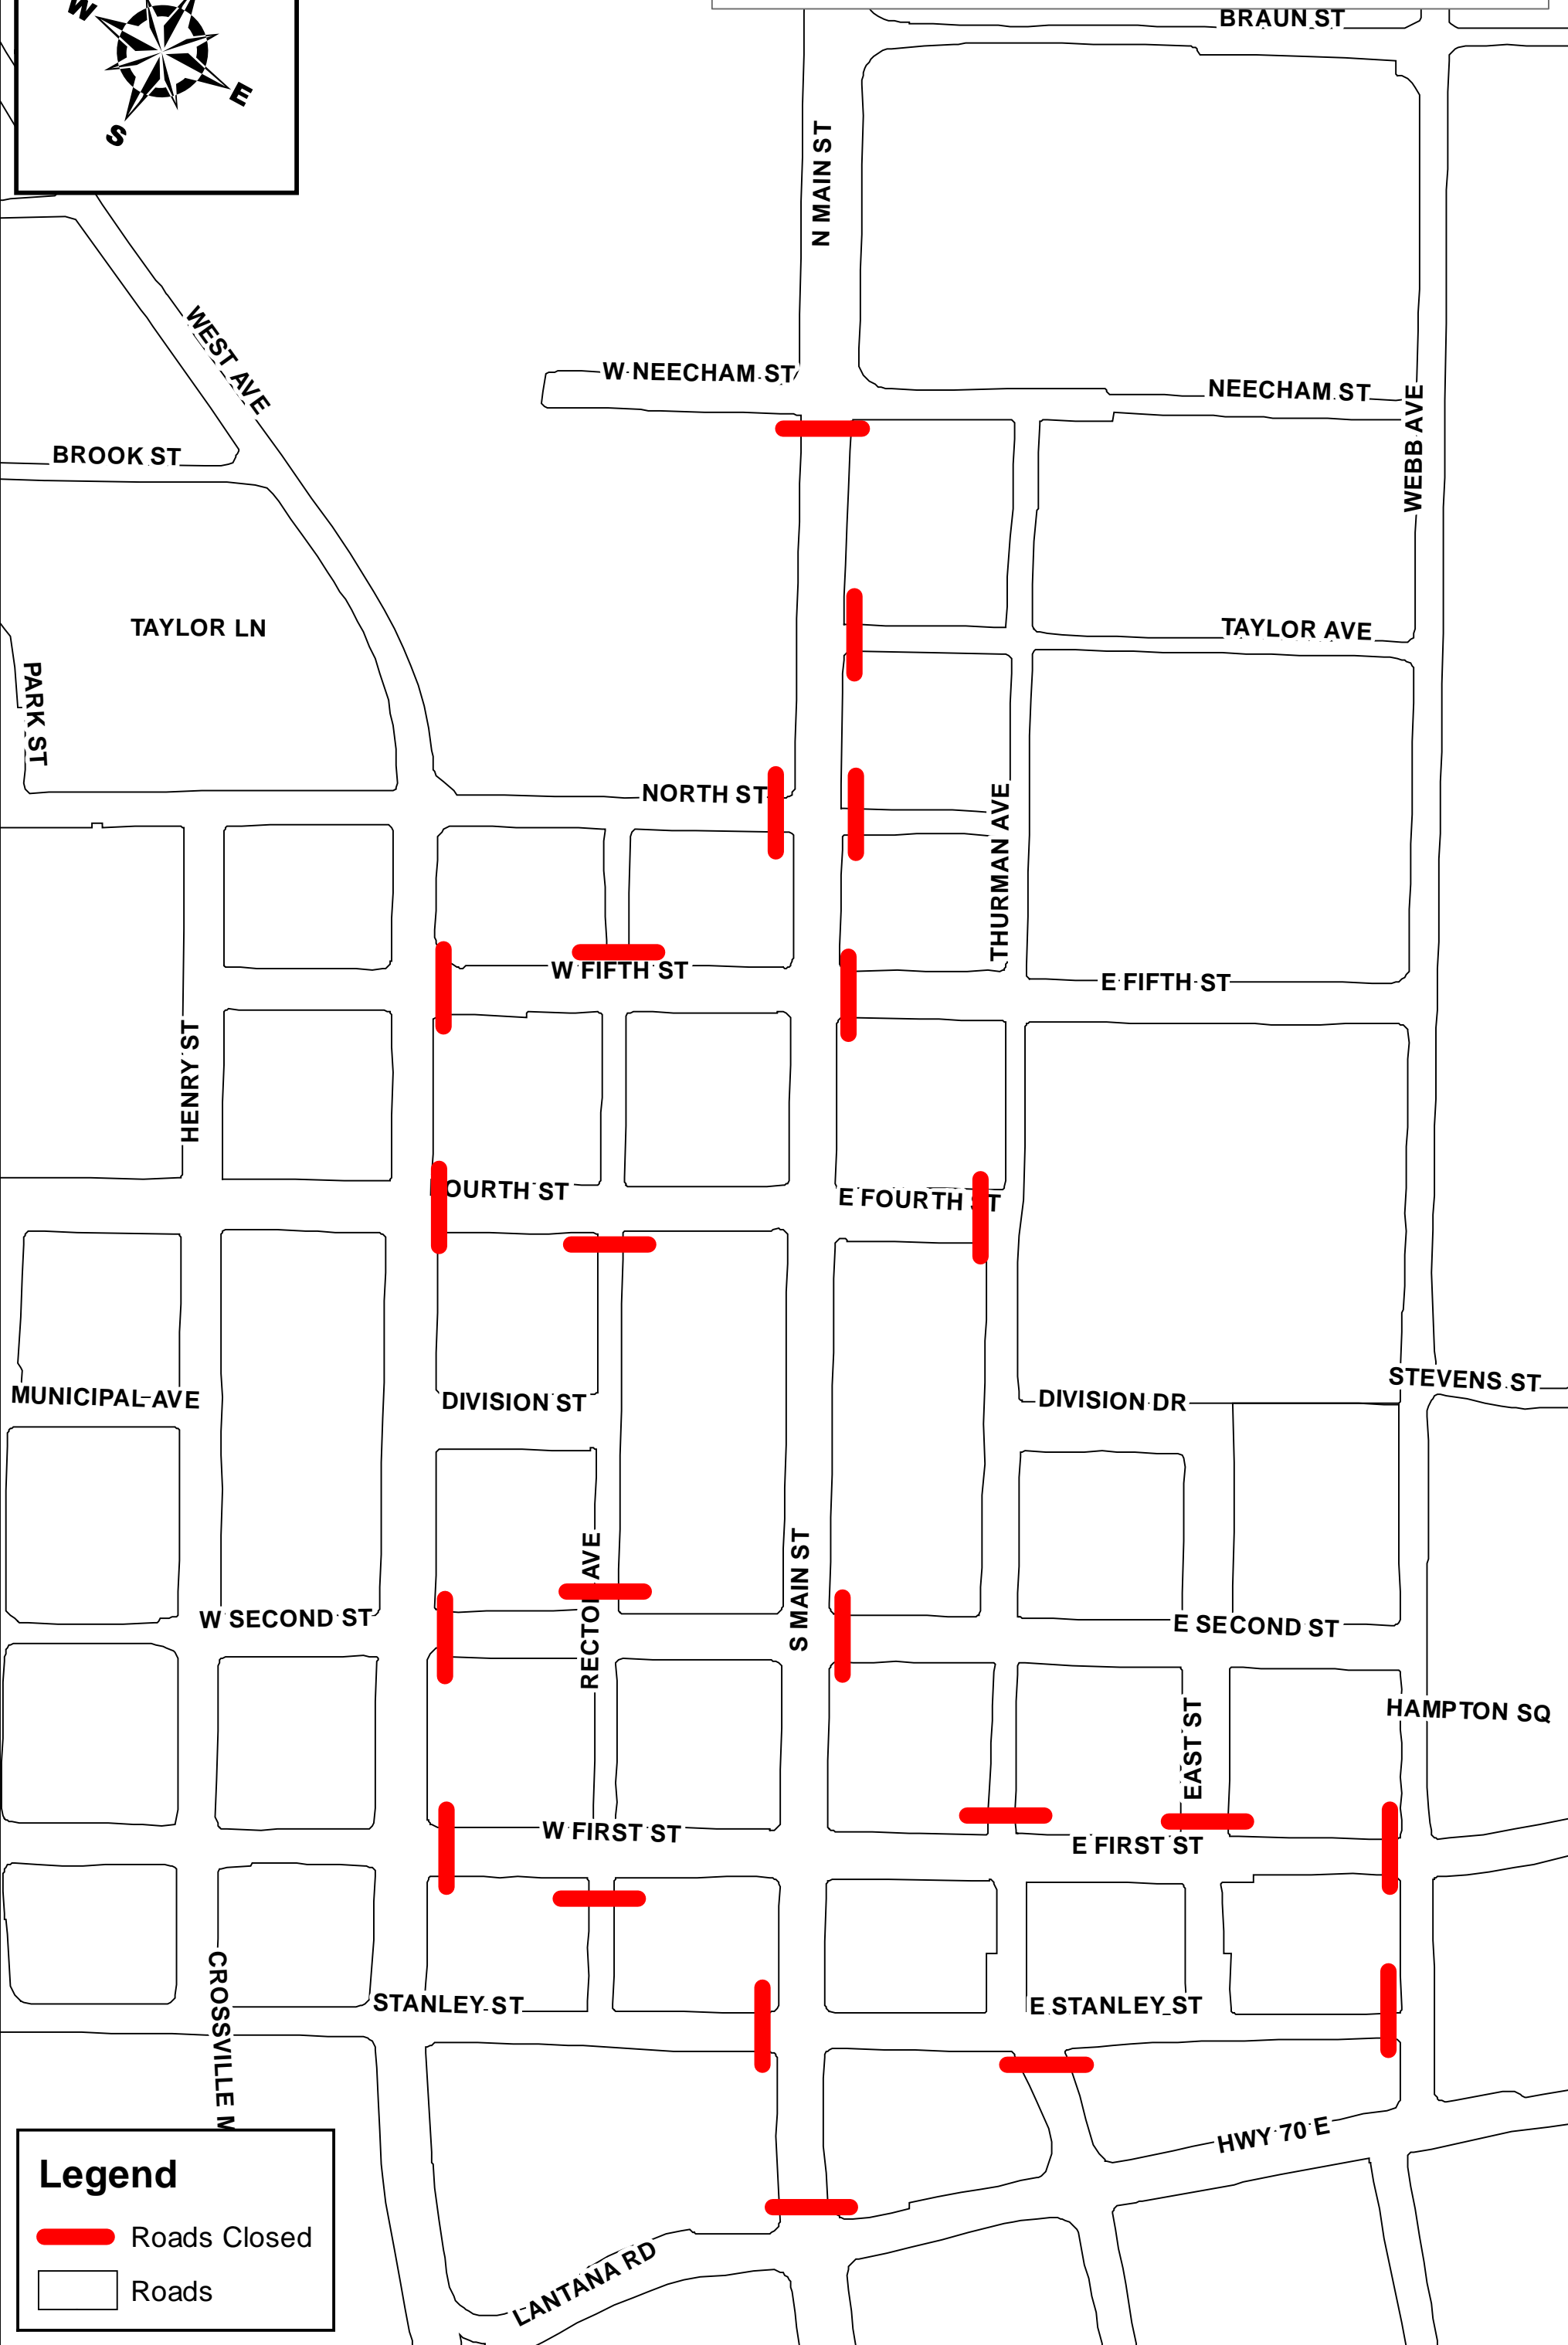 BRAUN ST
W
E
S
N MAIN ST
WEST AVE
W NEECHAM ST
NEECHAM ST
WEBB AVE
BROOK ST
TAYLOR LN
TAYLOR AVE
PARK ST
NORTH ST
THURMAN AVE
W FIFTH ST
E FIFTH ST
HENRY ST
OURTH ST
E FOURTH ST
MUNICIPAL AVE
DIVISION ST
DIVISION DR
STEVENS ST
S MAIN ST
RECTOR AVE
W SECOND ST
E SECOND ST
EAST ST
HAMPTON SQ
W FIRST ST
E FIRST ST
CROSSVILLE M
STANLEY ST
E STANLEY ST
HWY 70 E
LANTANA RD
Legend
Roads Closed
Roads